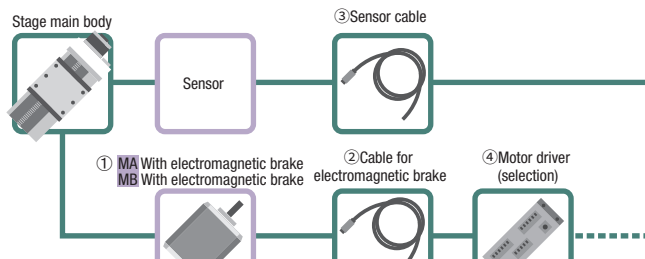 Stage main body
Sensor
③Sensor cable
① MA With electromagnetic brake
MB With electromagnetic brake
②Cable for
electromagnetic brake
④Motor driver
(selection)